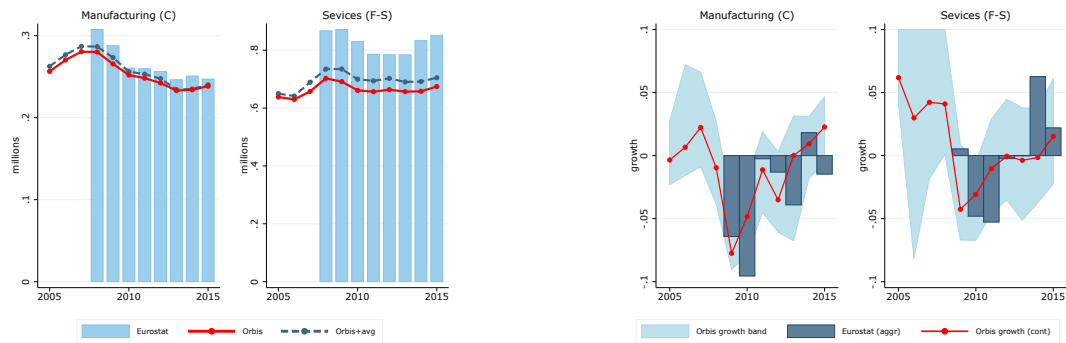 Manufacturing (C)
Sevices (F-S)
Manufacturing (C)
Sevices (F-S)
millions
0
.1
.2
.3
2005
2010
2015
millions
0
.2
.4
.6
.8
2005
2010
2015
growth
-.1
-.05
0
.05
.1
2005
2010
2015
growth
-.1
-.05
0
.05
.1
2005
2010
2015
Eurostat
Orbis
Orbis+avg
Orbis growth band
Eurostat (aggr)
Orbis growth (cont)